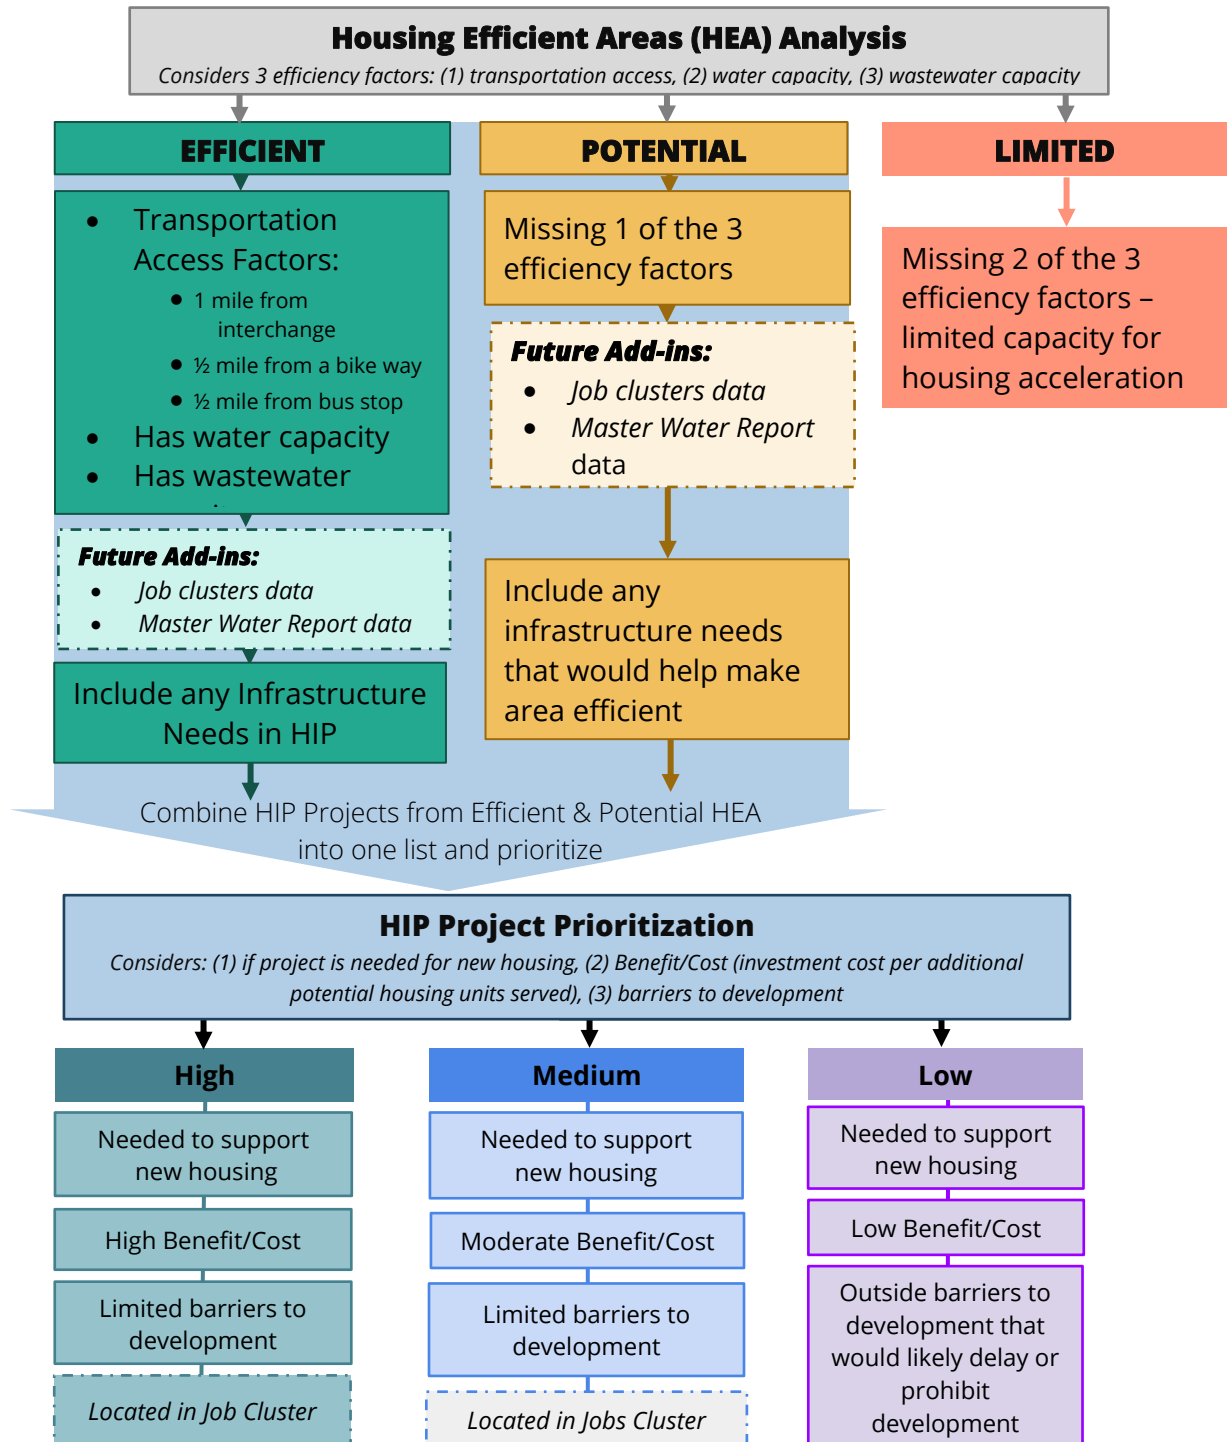 Housing Efficient Areas (HEA) Analysis
Considers 3 efficiency factors: (1) transportation access, (2) water capacity, (3) wastewater capacity
EFFICIENT
• Transportation
Access Factors:
• 1 mile from
interchange
• ½ mile from a bike way
• ½ mile from bus stop
• Has water capacity
• Has wastewater
Future Add-ins:
• Job clusters data
• Master Water Report data
Include any Infrastructure
Needs in HIP
POTENTIAL
Missing 1 of the 3
efficiency factors
Future Add-ins:
• Job clusters data
• Master Water Report
data
Include any
infrastructure needs
that would help make
area efficient
LIMITED
Missing 2 of the 3
efficiency factors –
limited capacity for
housing acceleration
Combine HIP Projects from Efficient & Potential HEA
into one list and prioritize
HIP Project Prioritization
Considers: (1) if project is needed for new housing, (2) Benefit/Cost (investment cost per additional
potential housing units served), (3) barriers to development
High
Needed to support
new housing
High Benefit/Cost
Limited barriers to
development
Located in Job Cluster
Medium
Needed to support
new housing
Moderate Benefit/Cost
Limited barriers to
development
Located in Jobs Cluster
Low
Needed to support
new housing
Low Benefit/Cost
Outside barriers to
development that
would likely delay or
prohibit
development